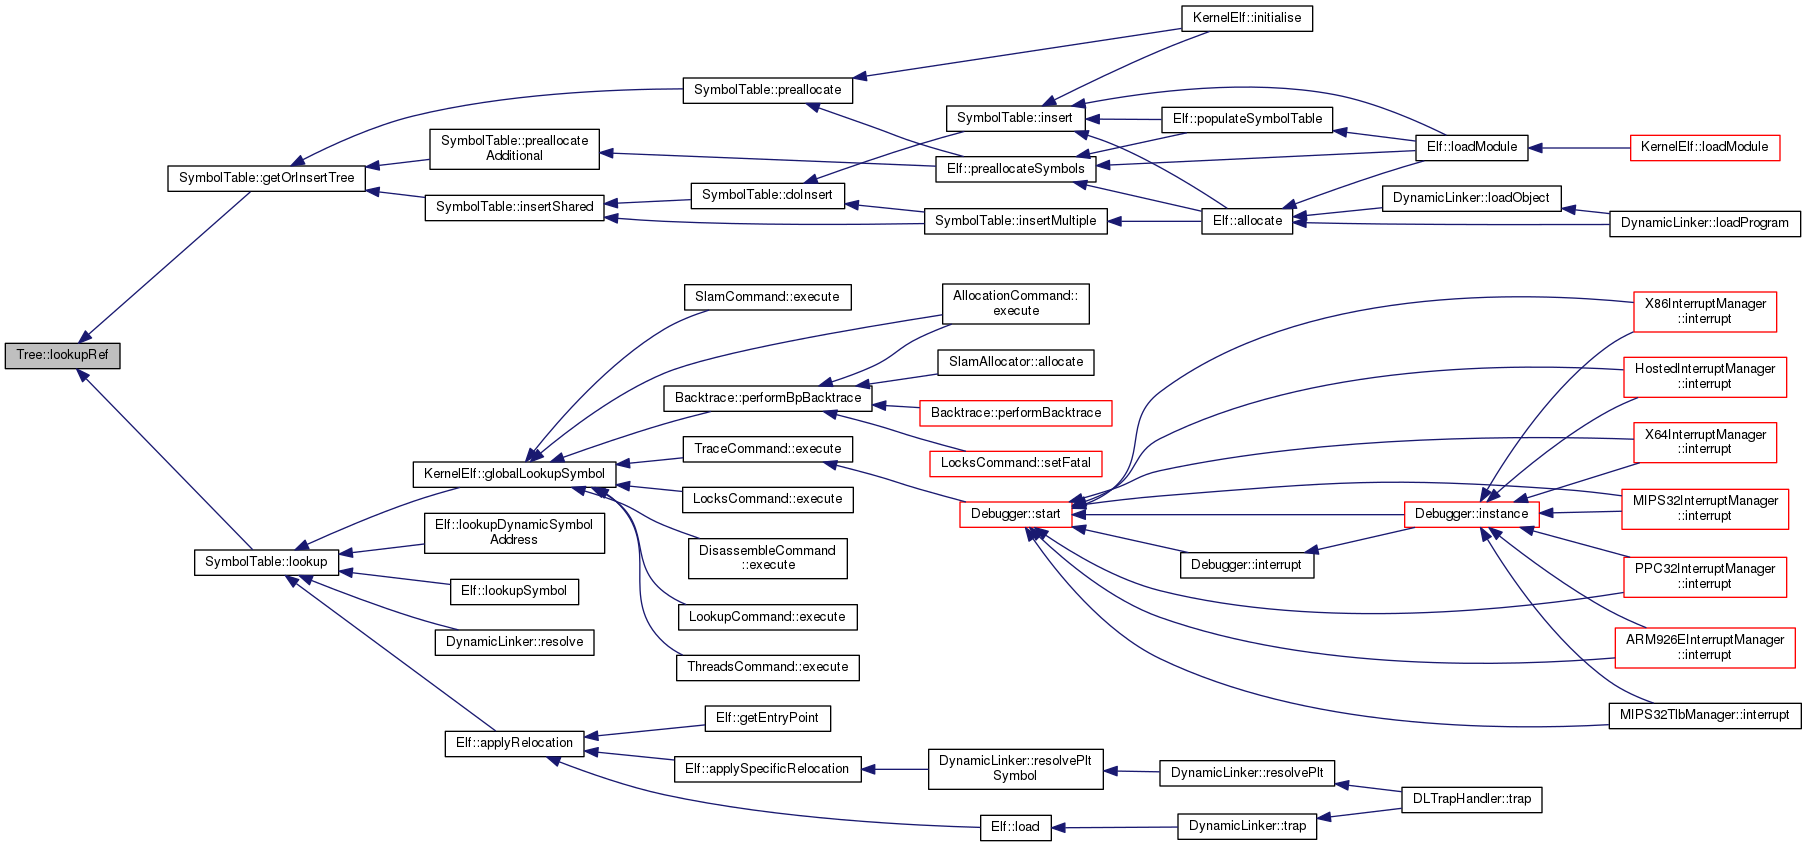 Tree::lookupRef
SymbolTable::getOrInsertTree
SymbolTable::preallocate
SymbolTable::preallocate
Additional
SymbolTable::insertShared
SymbolTable::doInsert
KernelElf::initialise
SymbolTable::insert
Elf::preallocateSymbols
SymbolTable::insertMultiple
Elf::populateSymbolTable
Elf::allocate
Elf::loadModule
DynamicLinker::loadObject
KernelElf::loadModule
DynamicLinker::loadProgram
SymbolTable::lookup
KernelElf::globalLookupSymbol
Elf::lookupDynamicSymbol
Address
Elf::lookupSymbol
DynamicLinker::resolve
Elf::applyRelocation
SlamCommand::execute
Backtrace::performBpBacktrace
TraceCommand::execute
LocksCommand::execute
DisassembleCommand
::execute
LookupCommand::execute
ThreadsCommand::execute
AllocationCommand::
execute
SlamAllocator::allocate
Backtrace::performBacktrace
LocksCommand::setFatal
Debugger::start
Debugger::interrupt
Debugger::instance
X86InterruptManager
::interrupt
HostedInterruptManager
::interrupt
X64InterruptManager
::interrupt
MIPS32InterruptManager
::interrupt
PPC32InterruptManager
::interrupt
ARM926EInterruptManager
::interrupt
MIPS32TlbManager::interrupt
Elf::getEntryPoint
Elf::applySpecificRelocation
Elf::load
DynamicLinker::resolvePlt
Symbol
DynamicLinker::resolvePlt
DynamicLinker::trap
DLTrapHandler::trap